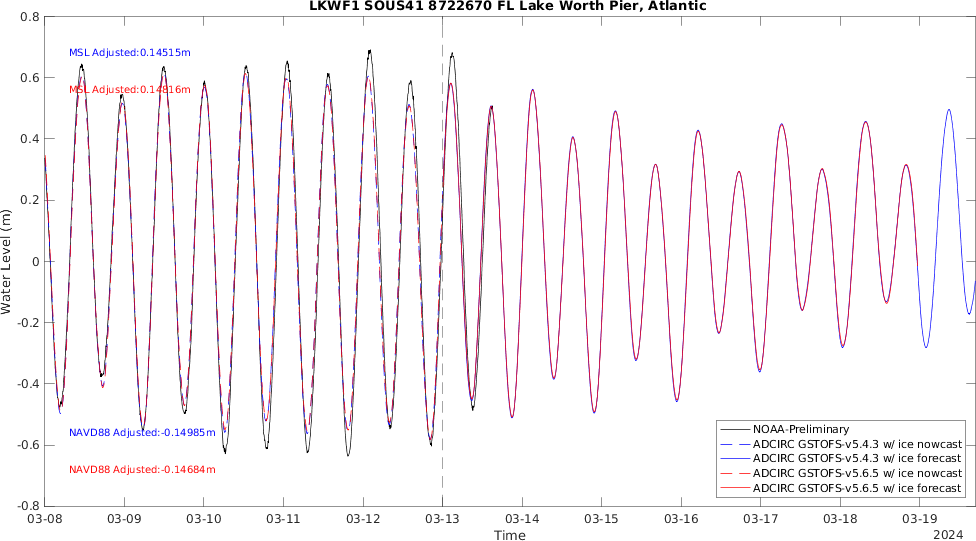 LKWF1 SOUS41 8722670 FL Lake Worth Pier, Atlantic
0.8
0.6
0.4
0.2
0
-0.2
-0.4
-0.6
-0.8
Water Level (m)
MSL Adjusted:0.14515m
MSL Adjusted:0.14816m
NAVD88 Adjusted:-0.14985m
NAVD88 Adjusted:-0.14684m
NOAA-Preliminary
ADCIRC GSTOFS-v5.4.3 w/ ice nowcast
ADCIRC GSTOFS-v5.4.3 w/ ice forecast
ADCIRC GSTOFS-v5.6.5 w/ ice nowcast
ADCIRC GSTOFS-v5.6.5 w/ ice forecast
03-08 03-09 03-10 03-11 03-12 03-13 03-14 03-15 03-16 03-17 03-18 03-19
Time
2024